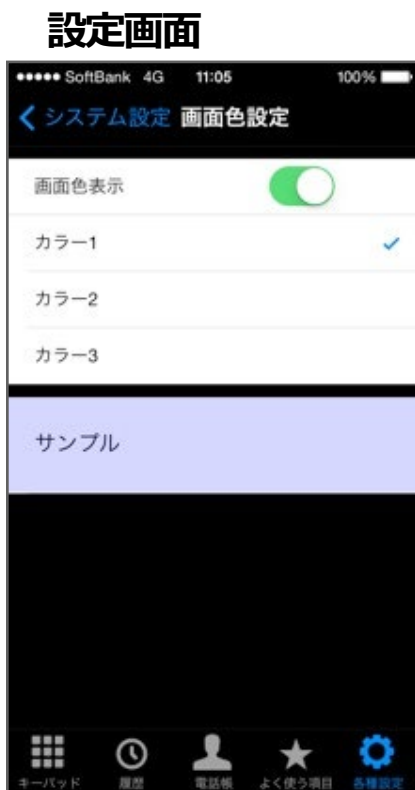 設定画面
SoftBank 4G 11:05 100%
システム設定 画面色設定
画面色表示
カラー1
カラー2
カラー3
サンプル
キーパッド 履歴 電話帳 よく使う項目 各種設定